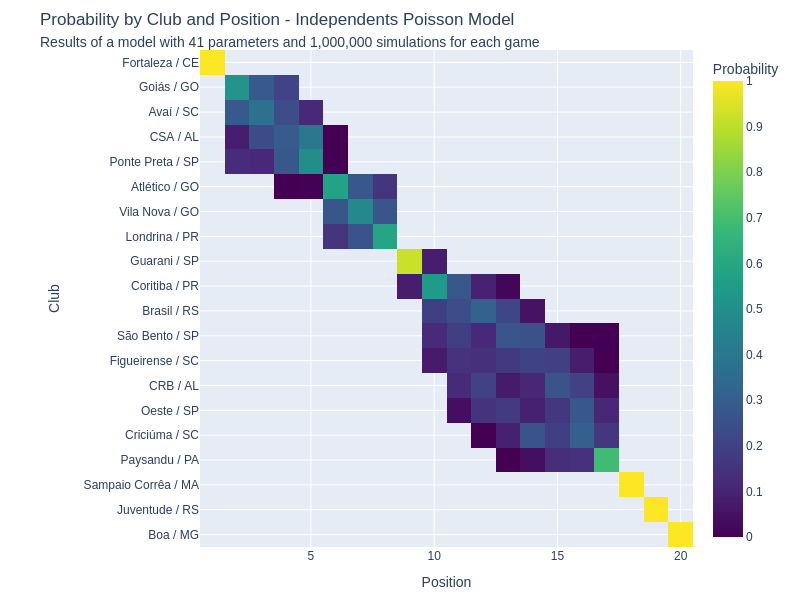 Probability by Club and Position - Independents Poisson Model
Results of a model with 41 parameters and 1,000,000 simulations for each game
Probability
Fortaleza / CE
Goiás / GO
Avaí / SC
CSA / AL
Ponte Preta / SP
Atlético / GO
Vila Nova / GO
Londrina / PR
Guarani / SP
Coritiba / PR
Brasil / RS
São Bento / SP
Figueirense / SC
CRB / AL
Oeste / SP
Criciúma / SC
Paysandu / PA
Sampaio Corrêa / MA
Juventude / RS
Boa / MG
Club
5
10
15
20
Position
1
0.9
0.8
0.7
0.6
0.5
0.4
0.3
0.2
0.1
0